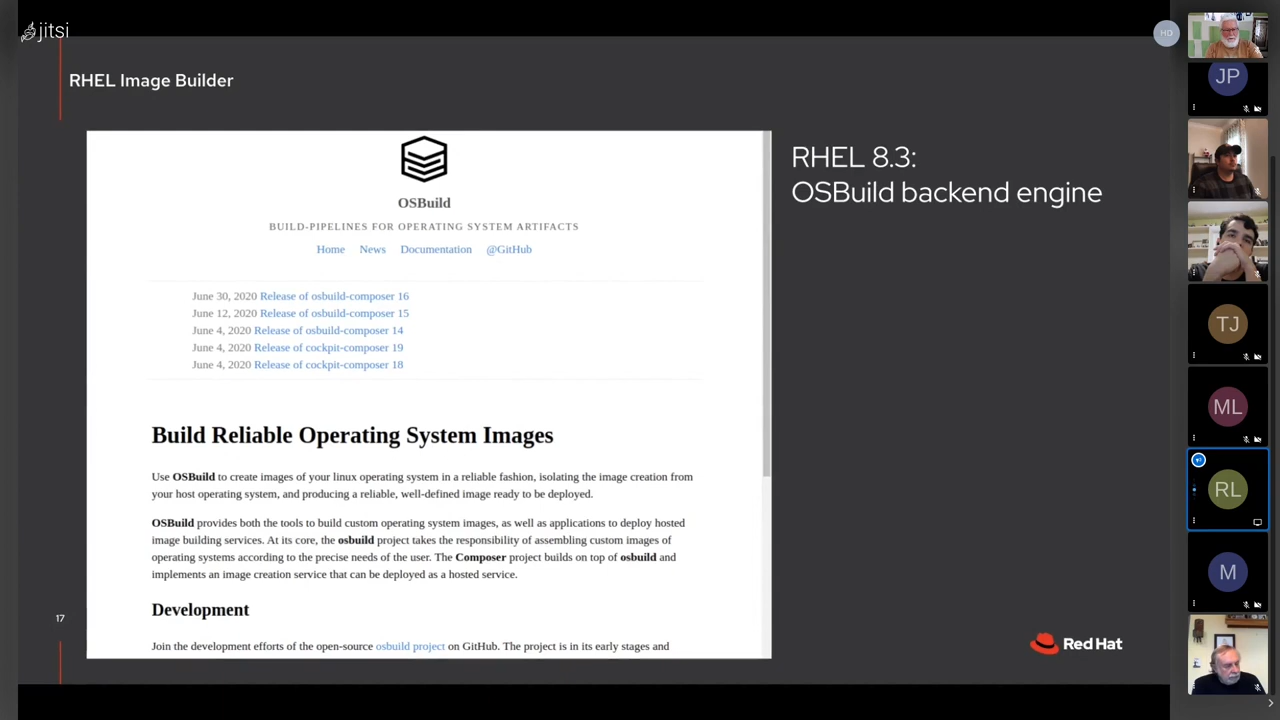 jitsi
RHEL Image Builder
OSBuild
BUILD-PIPELINES FOR OPERATING SYSTEM ARTIFACTS
Home News Documentation @GitHub
June 30, 2020 Release of osbuild-composer 16
June 12, 2020 Release of osbuild-composer 15
June 4, 2020 Release of osbuild-composer 14
June 4, 2020 Release of cockpit-composer 19
June 4, 2020 Release of cockpit-composer 18
Build Reliable Operating System Images
Use OSBuild to create images of your linux operating system in a reliable fashion, isolating the image creation from
your host operating system, and producing a reliable, well-defined image ready to be deployed.
OSBuild provides both the tools to build custom operating system images, as well as applications to deploy hosted
image building services. At its core, the osbuild project takes the responsibility of assembling custom images of
operating systems according to the precise needs of the user. The Composer project builds on top of osbuild and
implements an image creation service that can be deployed as a hosted service.
Development
Join the development efforts of the open-source osbuild project on GitHub. The project is in its early stages and
RHEL 8.3:
OSBuild backend engine
17
Red Hat
HD
JP
TJ
ML
RL
M